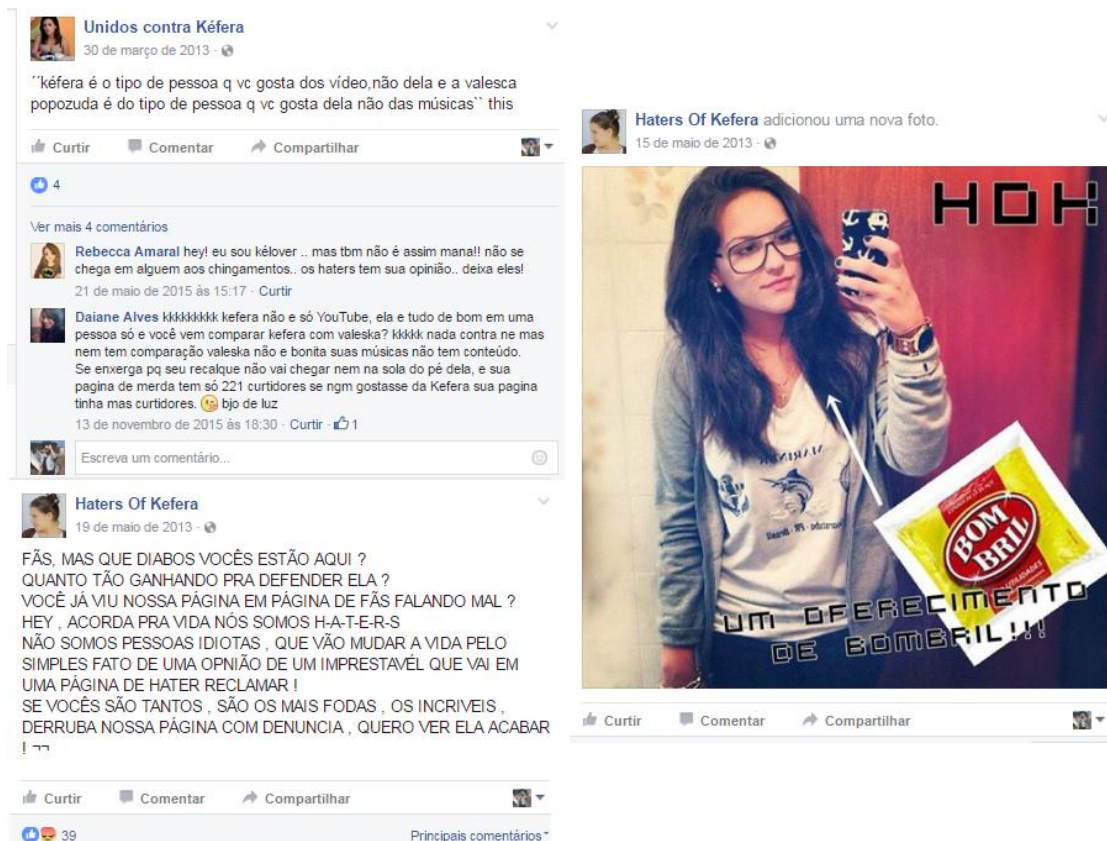 Unidos contra Kéfera
30 de março de 2013 ·
´´kéfera é o tipo de pessoa q vc gosta dos vídeo,não dela e a valesca
popozuda é do tipo de pessoa q vc gosta dela não das músicas`` this
Curtir Comentar Compartilhar
4
Ver mais 4 comentários
Rebecca Amaral hey! eu sou kélover .. mas tbm não é assim mana!! não se
chega em alguem aos chingamentos.. os haters tem sua opinião.. deixa eles!
21 de maio de 2015 às 15:17 · Curtir
Daiane Alves kkkkkkkkk kefera não e só YouTube, ela e tudo de bom em uma
pessoa só e você vem comparar kefera com valeska? kkkkk nada contra ne mas
nem tem comparação valeska não e bonita suas músicas não tem conteúdo.
Se enxerga pq seu recalque não vai chegar nem na sola do pé dela, e sua
pagina de merda tem só 221 curtidores se ngm gostasse da Kefera sua pagina
tinha mas curtidores. 😘 bjo de luz
13 de novembro de 2015 às 18:30 · Curtir · 1
Escreva um comentário...
Haters Of Kefera
19 de maio de 2013 ·
FÃS, MAS QUE DIABOS VOCÊS ESTÃO AQUI ?
QUANTO TÃO GANHANDO PRA DEFENDER ELA ?
VOCÊ JÁ VIU NOSSA PÁGINA EM PÁGINA DE FÃS FALANDO MAL ?
HEY , ACORDA PRA VIDA NÓS SOMOS H-A-T-E-R-S
NÃO SOMOS PESSOAS IDIOTAS , QUE VÃO MUDAR A VIDA PELO
SIMPLES FATO DE UMA OPNIÃO DE UM IMPRESTAVÉL QUE VAI EM
UMA PÁGINA DE HATER RECLAMAR !
SE VOCÊS SÃO TANTOS , SÃO OS MAIS FODAS , OS INCRIVEIS ,
DERRUBA NOSSA PÁGINA COM DENUNCIA , QUERO VER ELA ACABAR
! ¬¬
Curtir Comentar Compartilhar
39 Principais comentários
Haters Of Kefera adicionou uma nova foto.
15 de maio de 2013 ·
HOK
BOM
BRIL
UM OFERECIMENTO
DE BOMBRIL!!!
Curtir Comentar Compartilhar